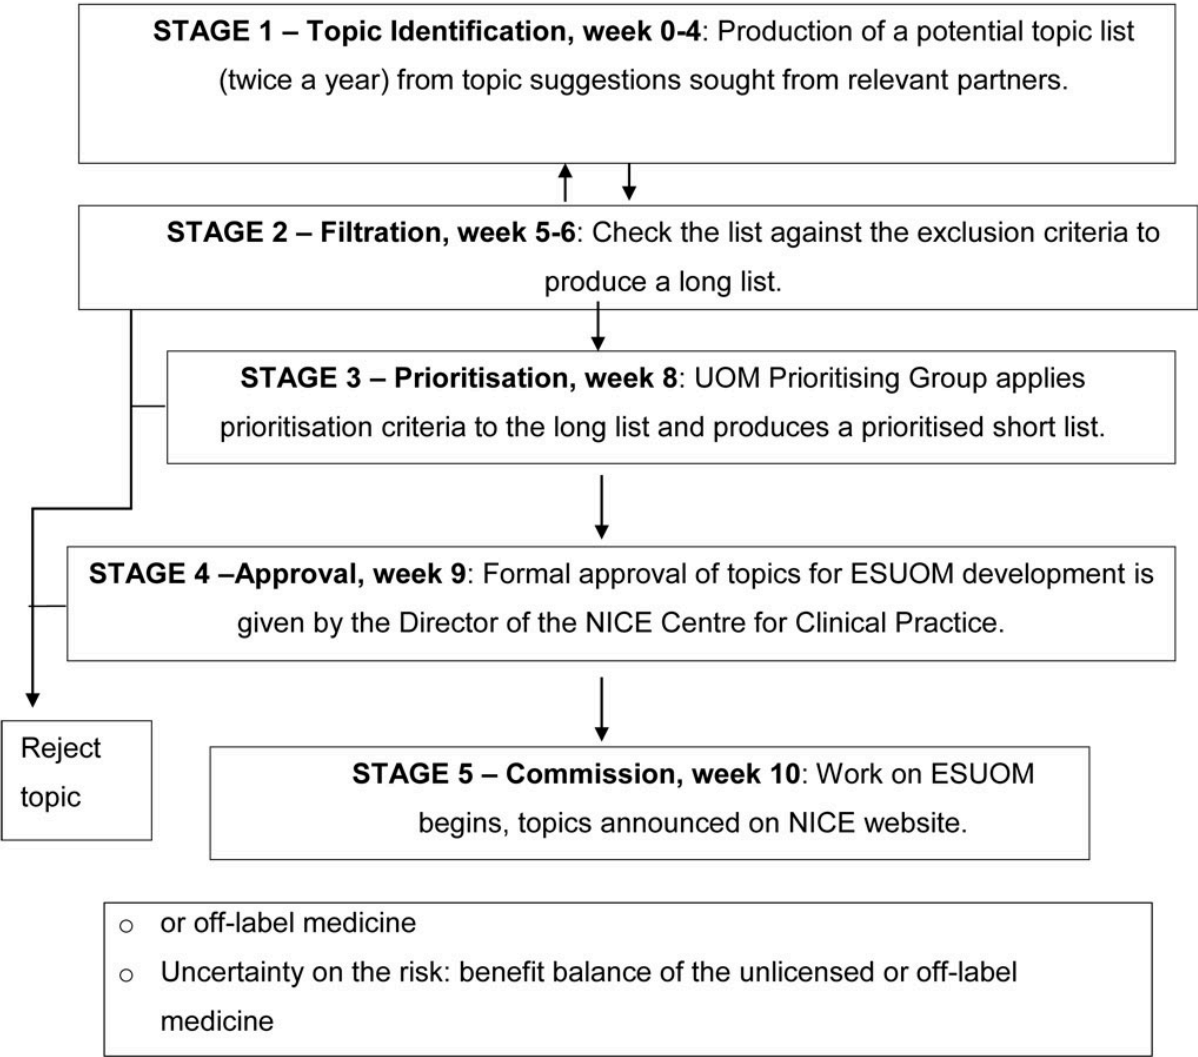 STAGE 1 – Topic Identification, week 0-4: Production of a potential topic list
(twice a year) from topic suggestions sought from relevant partners.
STAGE 2 – Filtration, week 5-6: Check the list against the exclusion criteria to
produce a long list.
STAGE 3 – Prioritisation, week 8: UOM Prioritising Group applies
prioritisation criteria to the long list and produces a prioritised short list.
STAGE 4 –Approval, week 9: Formal approval of topics for ESUOM development is
given by the Director of the NICE Centre for Clinical Practice.
Reject
topic
STAGE 5 – Commission, week 10: Work on ESUOM
begins, topics announced on NICE website.
o or off-label medicine
o Uncertainty on the risk: benefit balance of the unlicensed or off-label
medicine